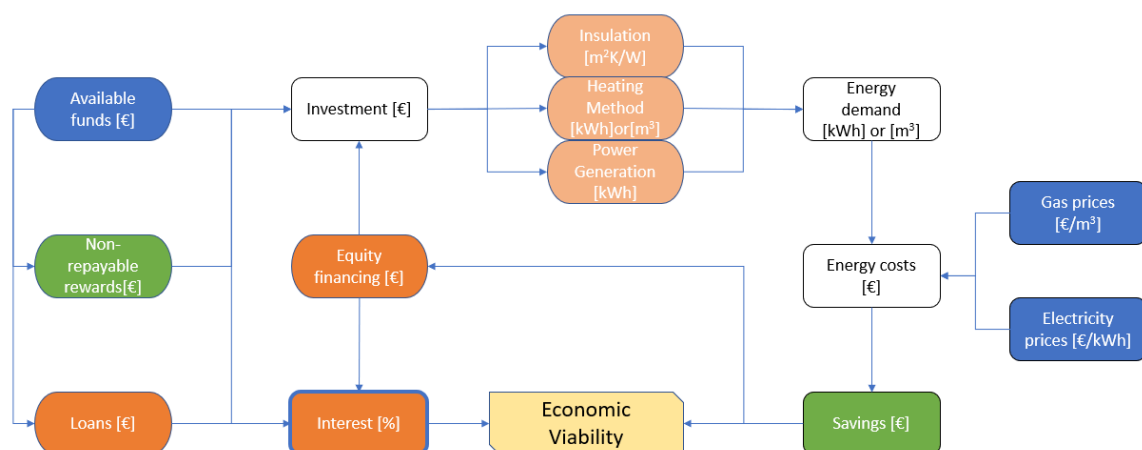 Insulation
[m²K/W]
Available
funds [€]
Investment [€]
Heating
Method
[kWh]or[m³]
Energy
demand
[kWh] or [m³]
Power
Generation
[kWh]
Gas prices
[€/m³]
Non-
repayable
rewards[€]
Equity
financing [€]
Energy costs
[€]
Electricity
prices [€/kWh]
Loans [€]
Interest [%]
Economic
Viability
Savings [€]